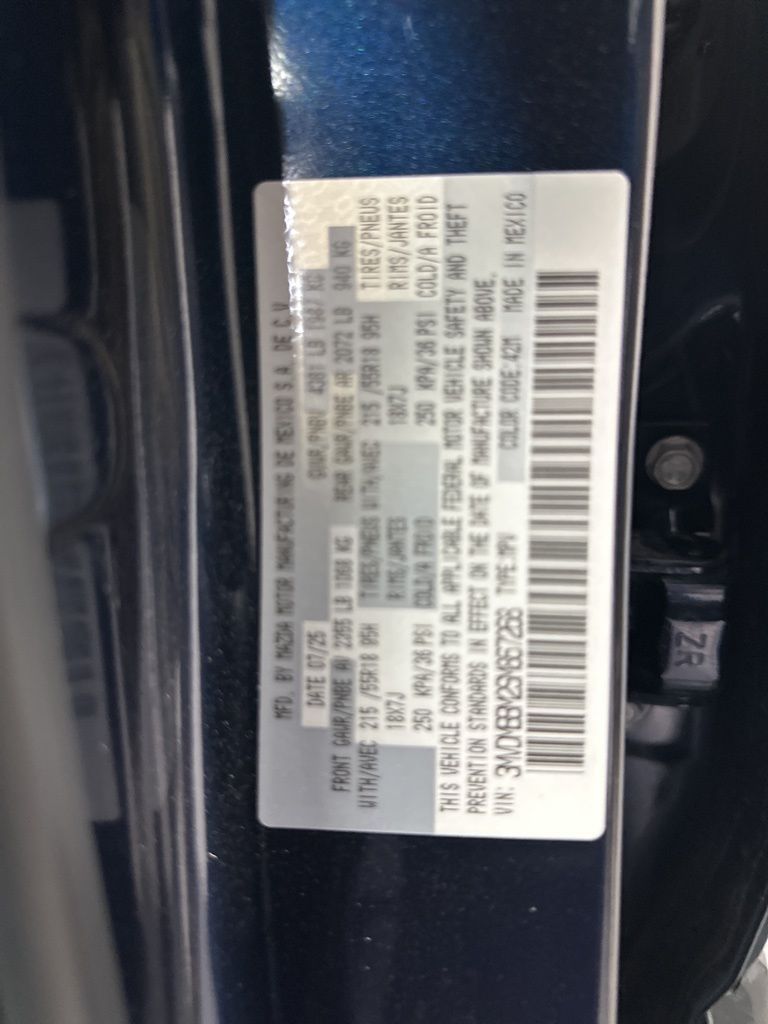 MFD. BY MAZDA MOTOR MANUFACTURING DE MEXICO S.A. DE C.V.
DATE 07/25 GVWR/PNBV 4381 LB KG
FRONT GAWR/PNBE AV LB KG REAR GAWR/PNBE AR 2072 LB 940 KG
WITH/AVEC 215 /55R18 95H TIRES/PNEUS WITH/AVEC 215 /55R18 95H TIRES/PNEUS
18X7J RIMS/JANTES 18X7J RIMS/JANTES
250 KPA/36 PSI COLD/A FROID 250 KPA/36 PSI COLD/A FROID
THIS VEHICLE CONFORMS TO ALL APPLICABLE FEDERAL MOTOR VEHICLE SAFETY AND THEFT
PREVENTION STANDARDS IN EFFECT ON THE DATE OF MANUFACTURE SHOWN ABOVE.
VIN: TYPE:MPV COLOR CODE:42M MADE IN MEXICO
ZR